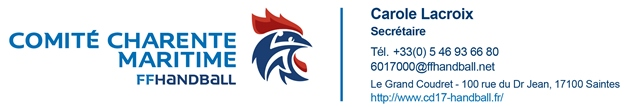 COMITÉ CHARENTE
MARITIME
FFHANDBALL
Carole Lacroix
Secrétaire
Tél. +33(0) 5 46 93 66 80
6017000@ffhandball.net
Le Grand Coudret - 100 rue du Dr Jean, 17100 Saintes
http://www.cd17-handball.fr/